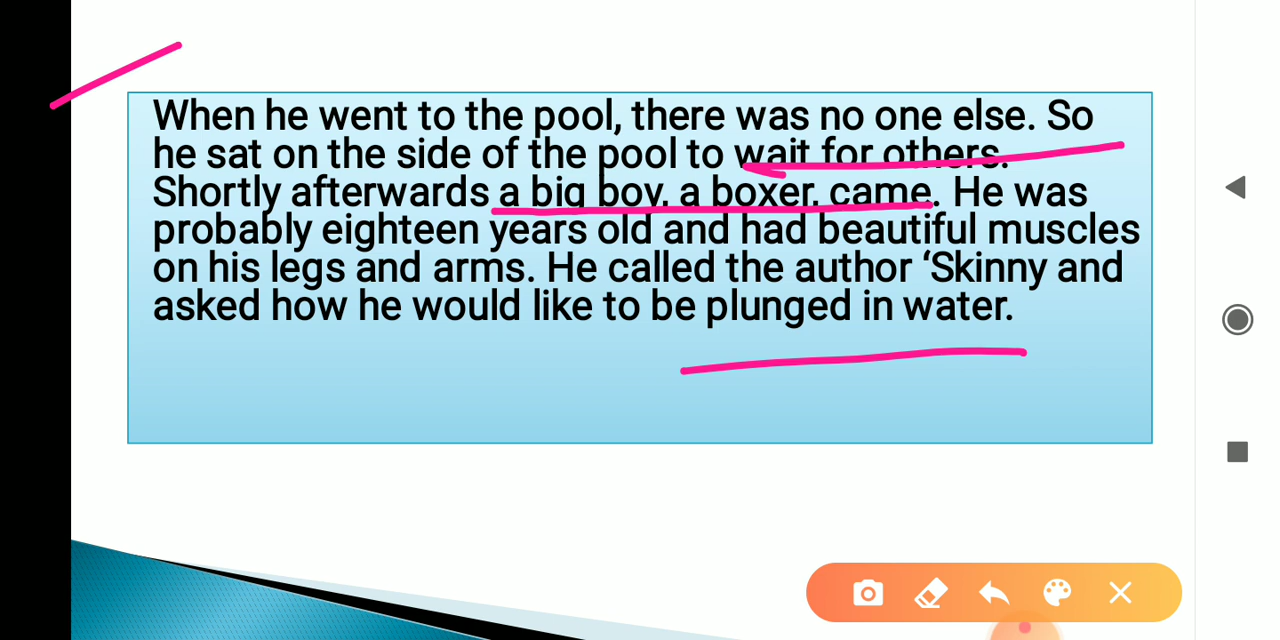 When he went to the pool, there was no one else. So
he sat on the side of the pool to wait for others.
Shortly afterwards a big boy, a boxer, came. He was
probably eighteen years old and had beautiful muscles
on his legs and arms. He called the author ‘Skinny and
asked how he would like to be plunged in water.